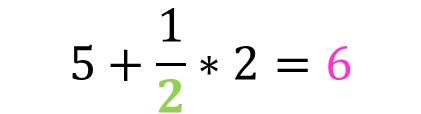 5 + 1/2 * 2 = 6